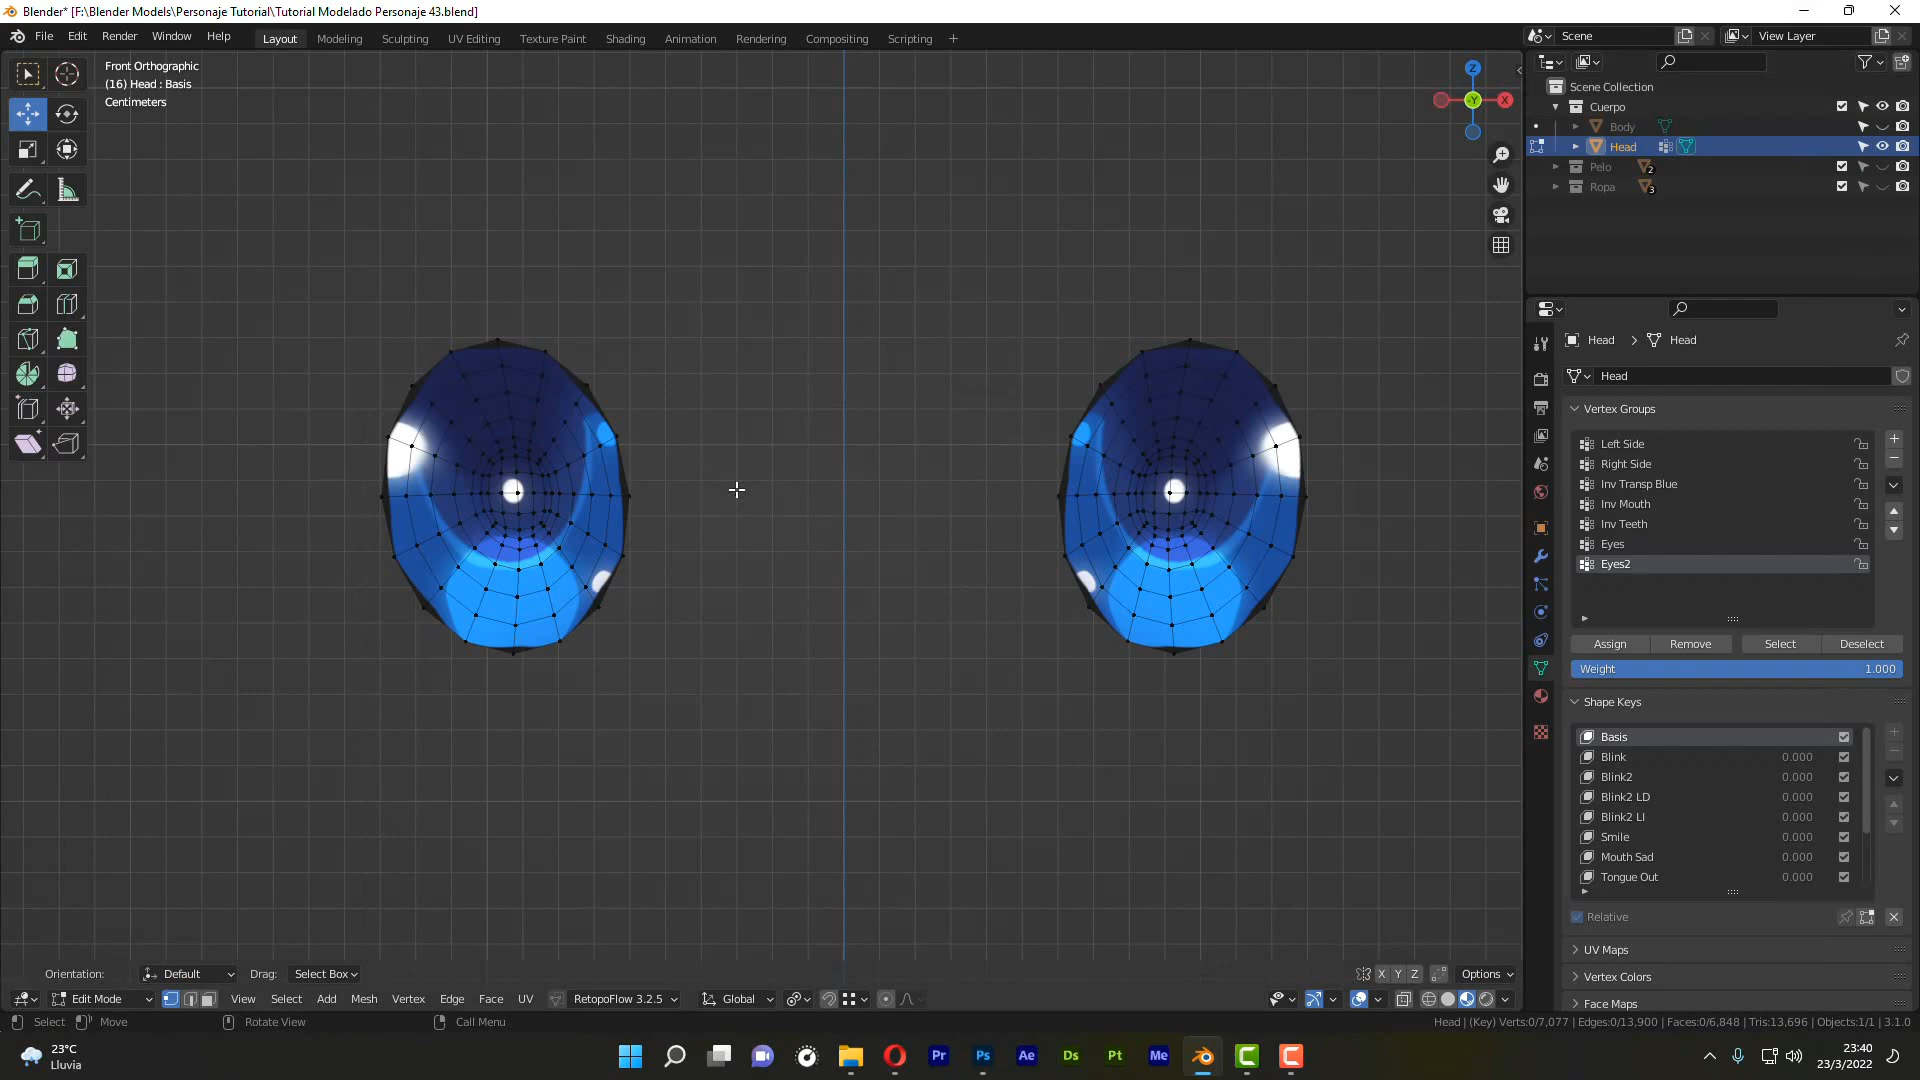 Blender* [F:\Blender Models\Personaje Tutorial\Tutorial Modelado Personaje 43.blend]
File Edit Render Window Help Layout Modeling Sculpting UV Editing Texture Paint Shading Animation Rendering Compositing Scripting Scene View Layer
Front Orthographic
(16) Head : Basis
Centimeters
Z
X
Y
Scene Collection
Cuerpo
Body
Head
Pelo 2
Ropa 3
Head Head
Head
Vertex Groups
Left Side
Right Side
Inv Transp Blue
Inv Mouth
Inv Teeth
Eyes
Eyes2
Assign Remove Select Deselect
Weight 1.000
Shape Keys
Basis
Blink 0.000
Blink2 0.000
Blink2 LD 0.000
Blink2 LI 0.000
Smile 0.000
Mouth Sad 0.000
Tongue Out 0.000
Relative
UV Maps
Vertex Colors
Face Maps
Orientation: Default Drag: Select Box X Y Z Options
Edit Mode View Select Add Mesh Vertex Edge Face UV RetopoFlow 3.2.5 Global
Select Move Rotate View Call Menu Head | (Key) Verts:0/7,077 | Edges:0/13,900 | Faces:0/6,848 | Tris:13,696 | Objects:1/1 | 3.1.0
23°C
Lluvia
Pr Ps Ae Ds Pt Me
23:40
23/3/2022